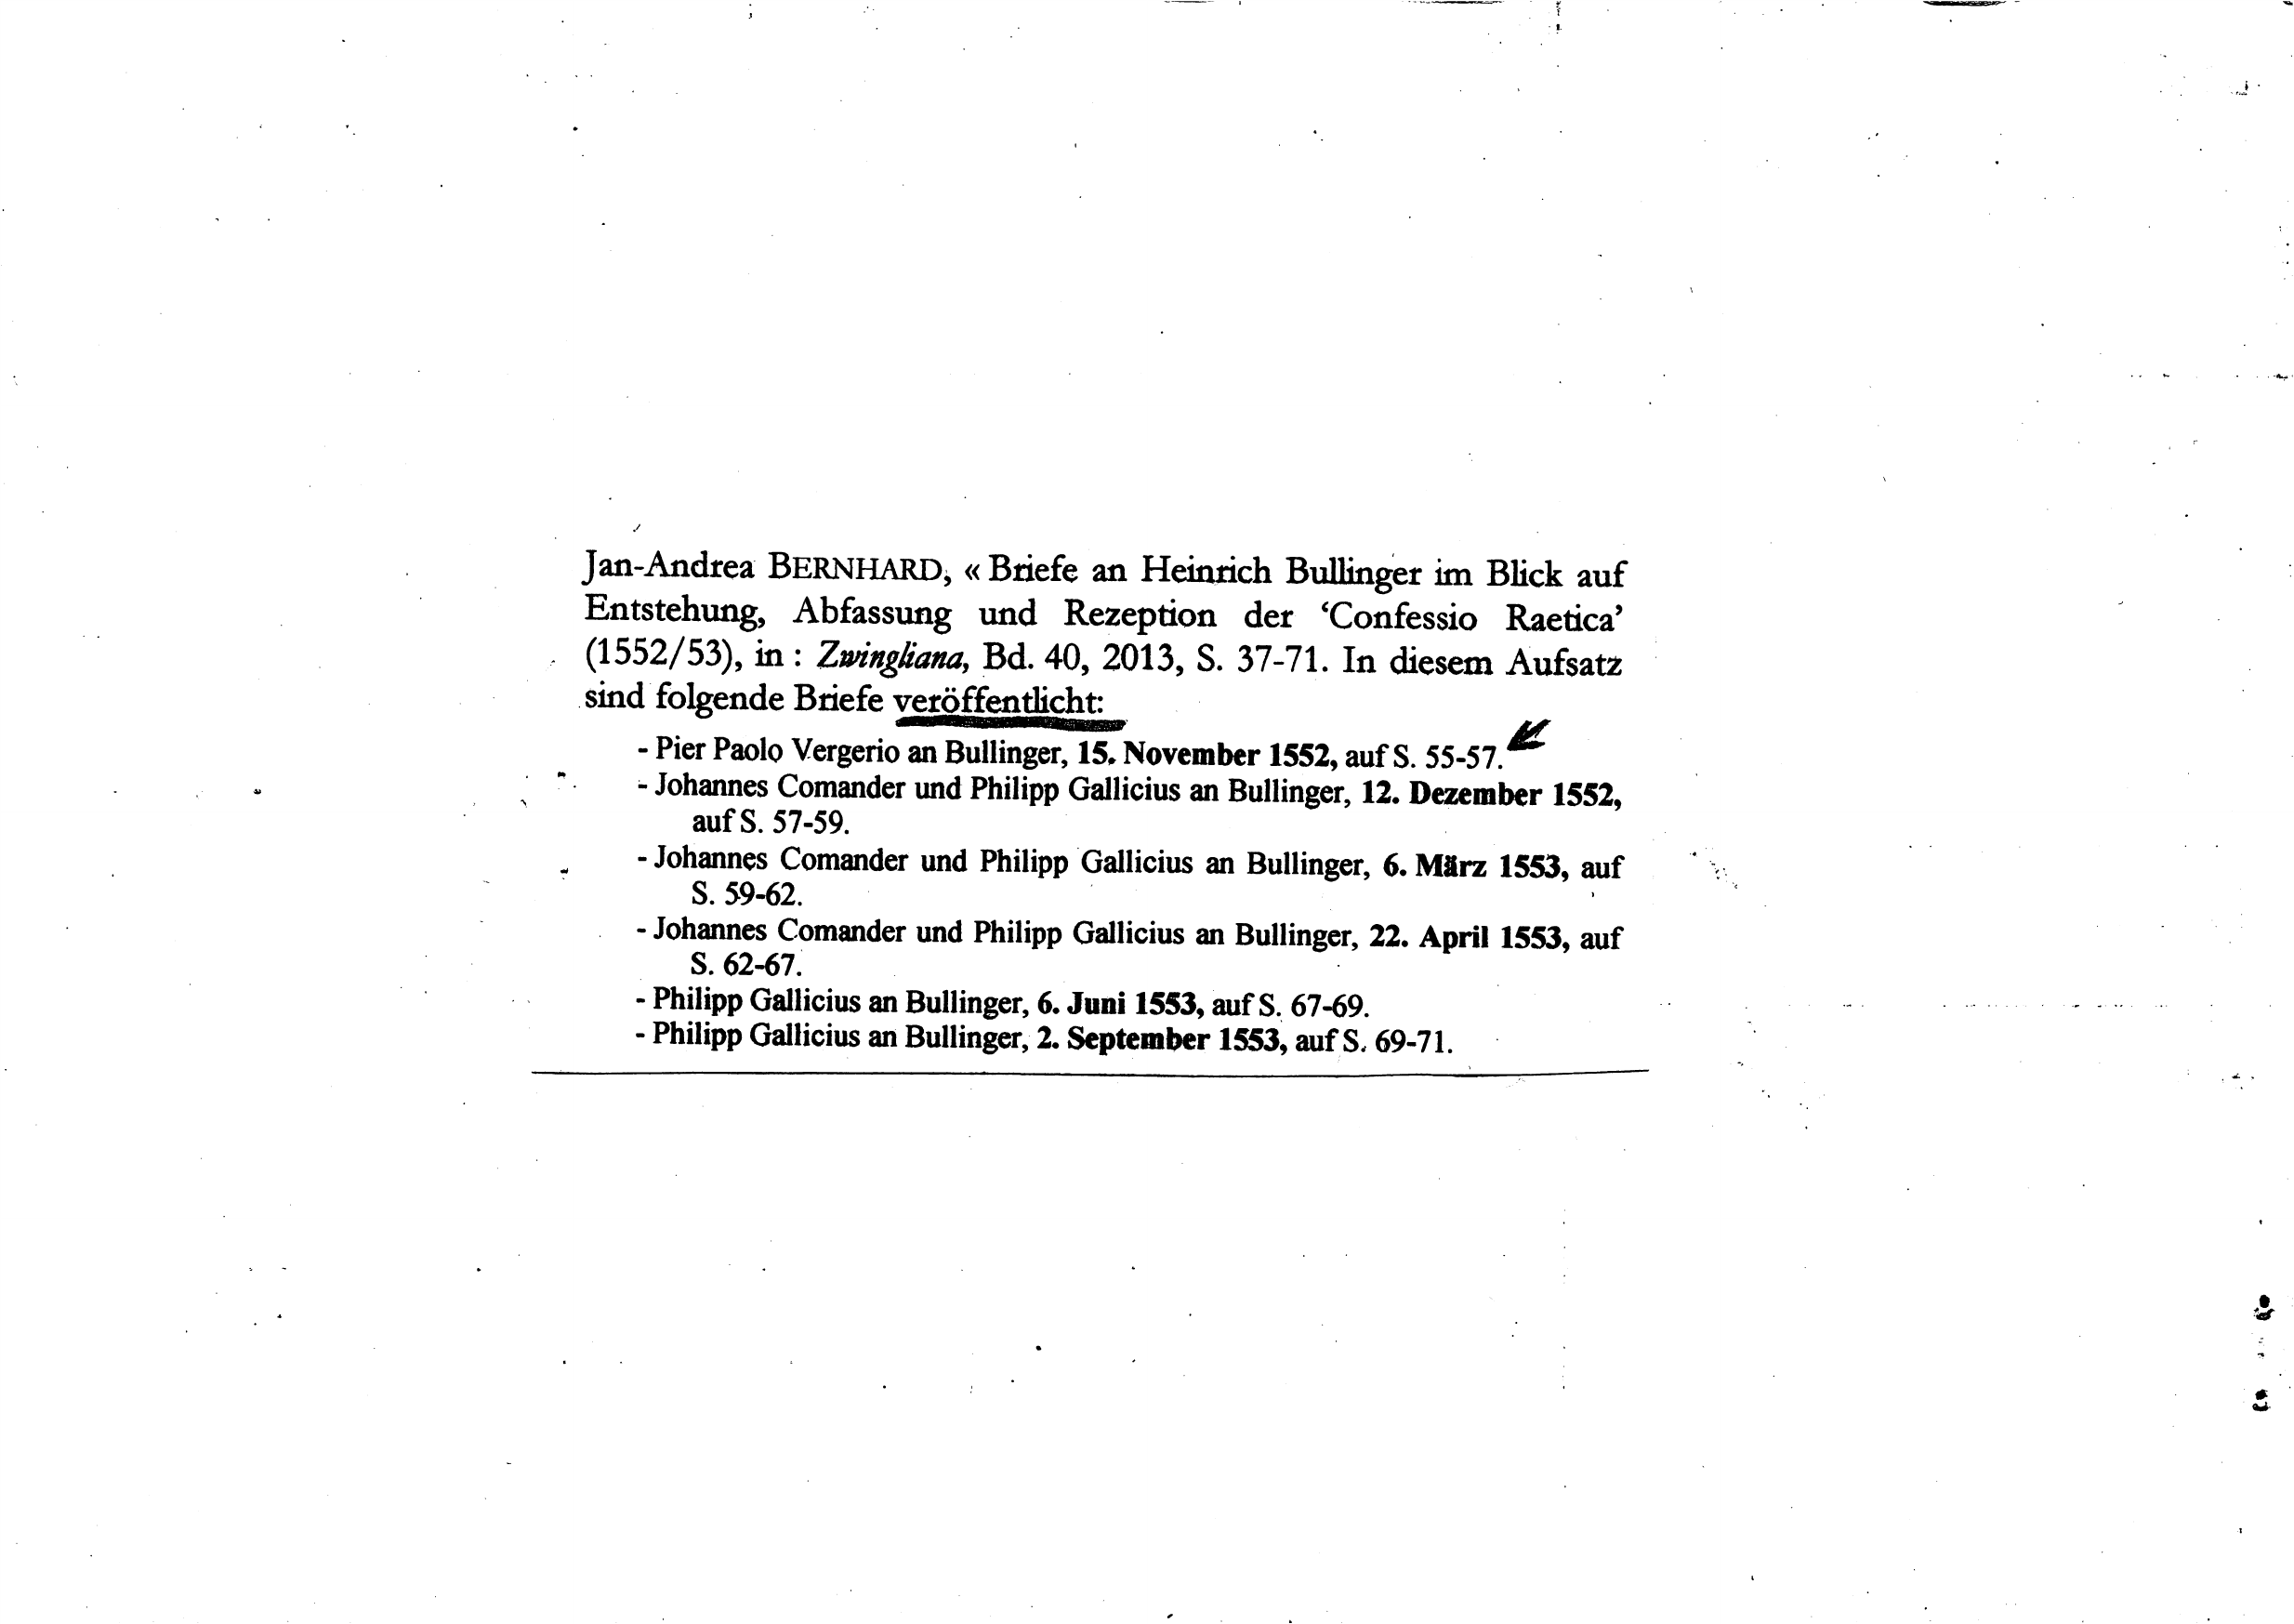 Jan-Andrea BERNHARD, « Briefe an Heinrich Bullinger im Blick auf
Entstehung, Abfassung und Rezeption der ‘Confessio Raetica’
(1552/53), in : Zwingliana, Bd. 40, 2013, S. 37-71. In diesem Aufsatz
sind folgende Briefe veröffentlicht:
- Pier Paolo Vergerio an Bullinger, 15. November 1552, auf S. 55-57.
- Johannes Comander und Philipp Gallicius an Bullinger, 12. Dezember 1552,
auf S. 57-59.
- Johannes Comander und Philipp Gallicius an Bullinger, 6. März 1553, auf
S. 59-62.
- Johannes Comander und Philipp Gallicius an Bullinger, 22. April 1553, auf
S. 62-67.
- Philipp Gallicius an Bullinger, 6. Juni 1553, auf S. 67-69.
- Philipp Gallicius an Bullinger, 2. September 1553, auf S. 69-71.